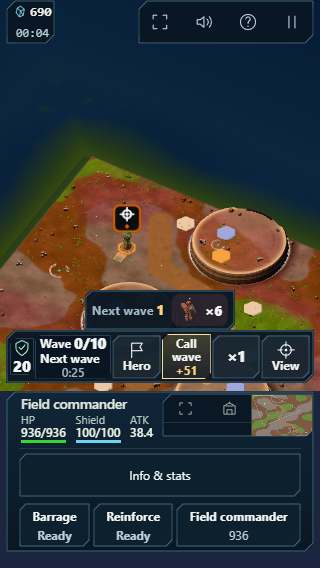 690
00:04
Next wave 1 ×6
20
Wave 0/10
Next wave
0:25
Hero
Call
wave
+51
×1
View
Field commander
HP Shield ATK
936/936 100/100 38.4
Info & stats
Barrage
Ready
Reinforce
Ready
Field commander
936